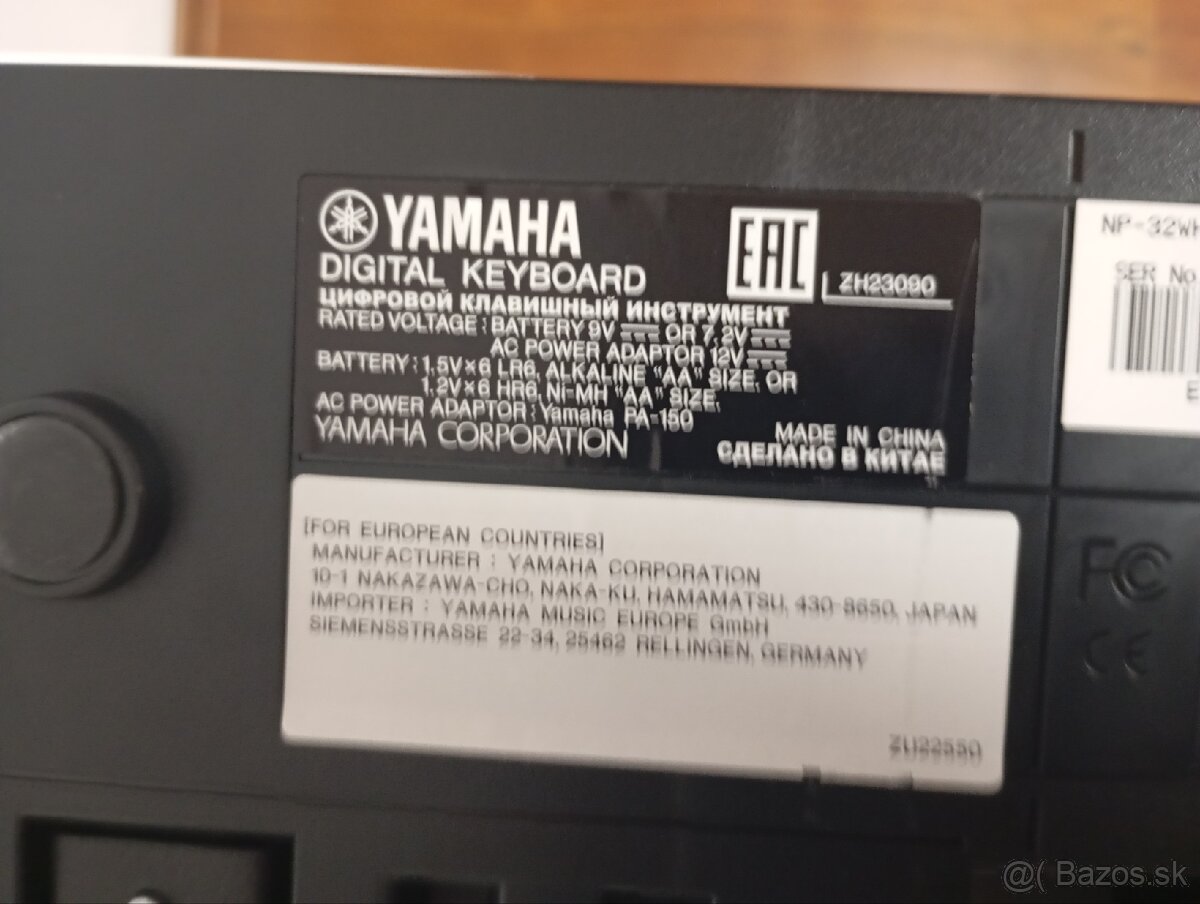 YAMAHA
EAC
DIGITAL KEYBOARD
ZH23090
ЦИФРОВОЙ КЛАВИШНЫЙ ИНСТРУМЕНТ
RATED VOLTAGE : BATTERY 9V ⎓ OR 7,2V ⎓
AC POWER ADAPTOR 12V ⎓
BATTERY : 1,5V×6 LR6, ALKALINE "AA" SIZE, OR
1,2V×6 HR6, Ni-MH "AA" SIZE,
AC POWER ADAPTOR : Yamaha PA-150
YAMAHA CORPORATION
MADE IN CHINA
СДЕЛАНО В КИТАЕ
NP-32WH
SER No
[FOR EUROPEAN COUNTRIES]
MANUFACTURER : YAMAHA CORPORATION
10-1 NAKAZAWA-CHO, NAKA-KU, HAMAMATSU, 430-8650, JAPAN
IMPORTER : YAMAHA MUSIC EUROPE GmbH
SIEMENSSTRASSE 22-34, 25462 RELLINGEN, GERMANY
ZU22550
FC
CE
@( Bazos.sk